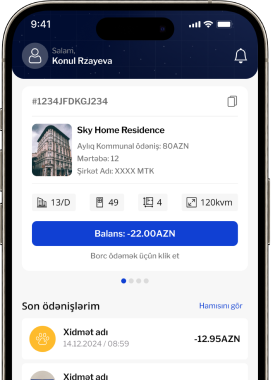 9:41
Salam,
Konul Rzayeva
#1234JFDKGJ234
Sky Home Residence
Aylıq Kommunal ödəniş: 80AZN
Mərtəbə: 12
Şirkət Adı: XXXX MTK
13/D 49 4 120kvm
Balans: -22.00AZN
Borc ödəmək üçün klik et
Son ödənişlərim Hamısını gör
Xidmət adı
14.12.2024 / 08:59
-12.95AZN
Xidmət adı